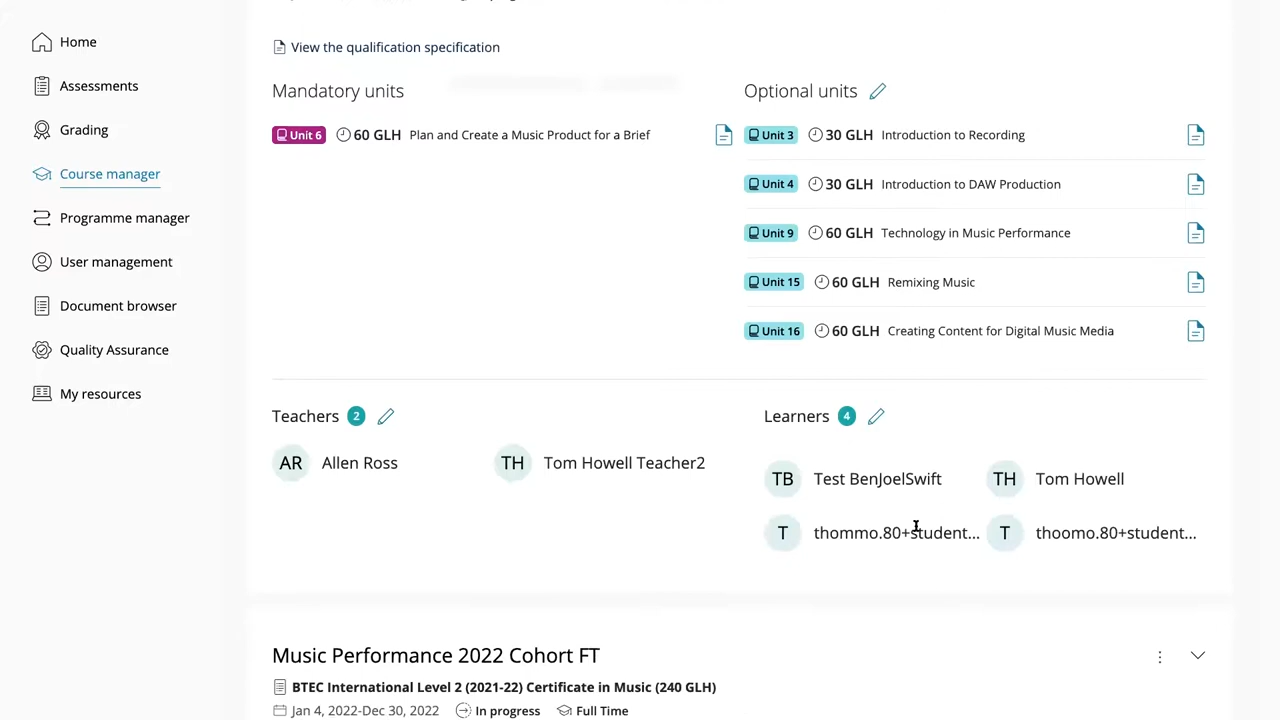 Home
Assessments
Grading
Course manager
Programme manager
User management
Document browser
Quality Assurance
My resources
View the qualification specification
Mandatory units
Unit 6 60 GLH Plan and Create a Music Product for a Brief
Optional units
Unit 3 30 GLH Introduction to Recording
Unit 4 30 GLH Introduction to DAW Production
Unit 9 60 GLH Technology in Music Performance
Unit 15 60 GLH Remixing Music
Unit 16 60 GLH Creating Content for Digital Music Media
Teachers 2
AR Allen Ross
TH Tom Howell Teacher2
Learners 4
TB Test BenJoelSwift
TH Tom Howell
T thommo.80+student...
T thoomo.80+student...
Music Performance 2022 Cohort FT
BTEC International Level 2 (2021-22) Certificate in Music (240 GLH)
Jan 4, 2022-Dec 30, 2022 In progress Full Time